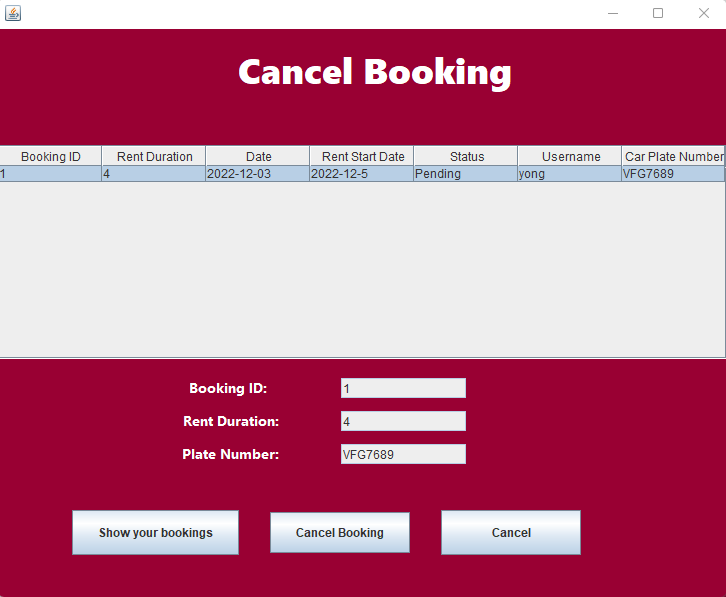 Cancel Booking
Booking ID Rent Duration Date Rent Start Date Status Username Car Plate Number
1 4 2022-12-03 2022-12-5 Pending yong VFG7689
Booking ID: 1
Rent Duration: 4
Plate Number: VFG7689
Show your bookings Cancel Booking Cancel